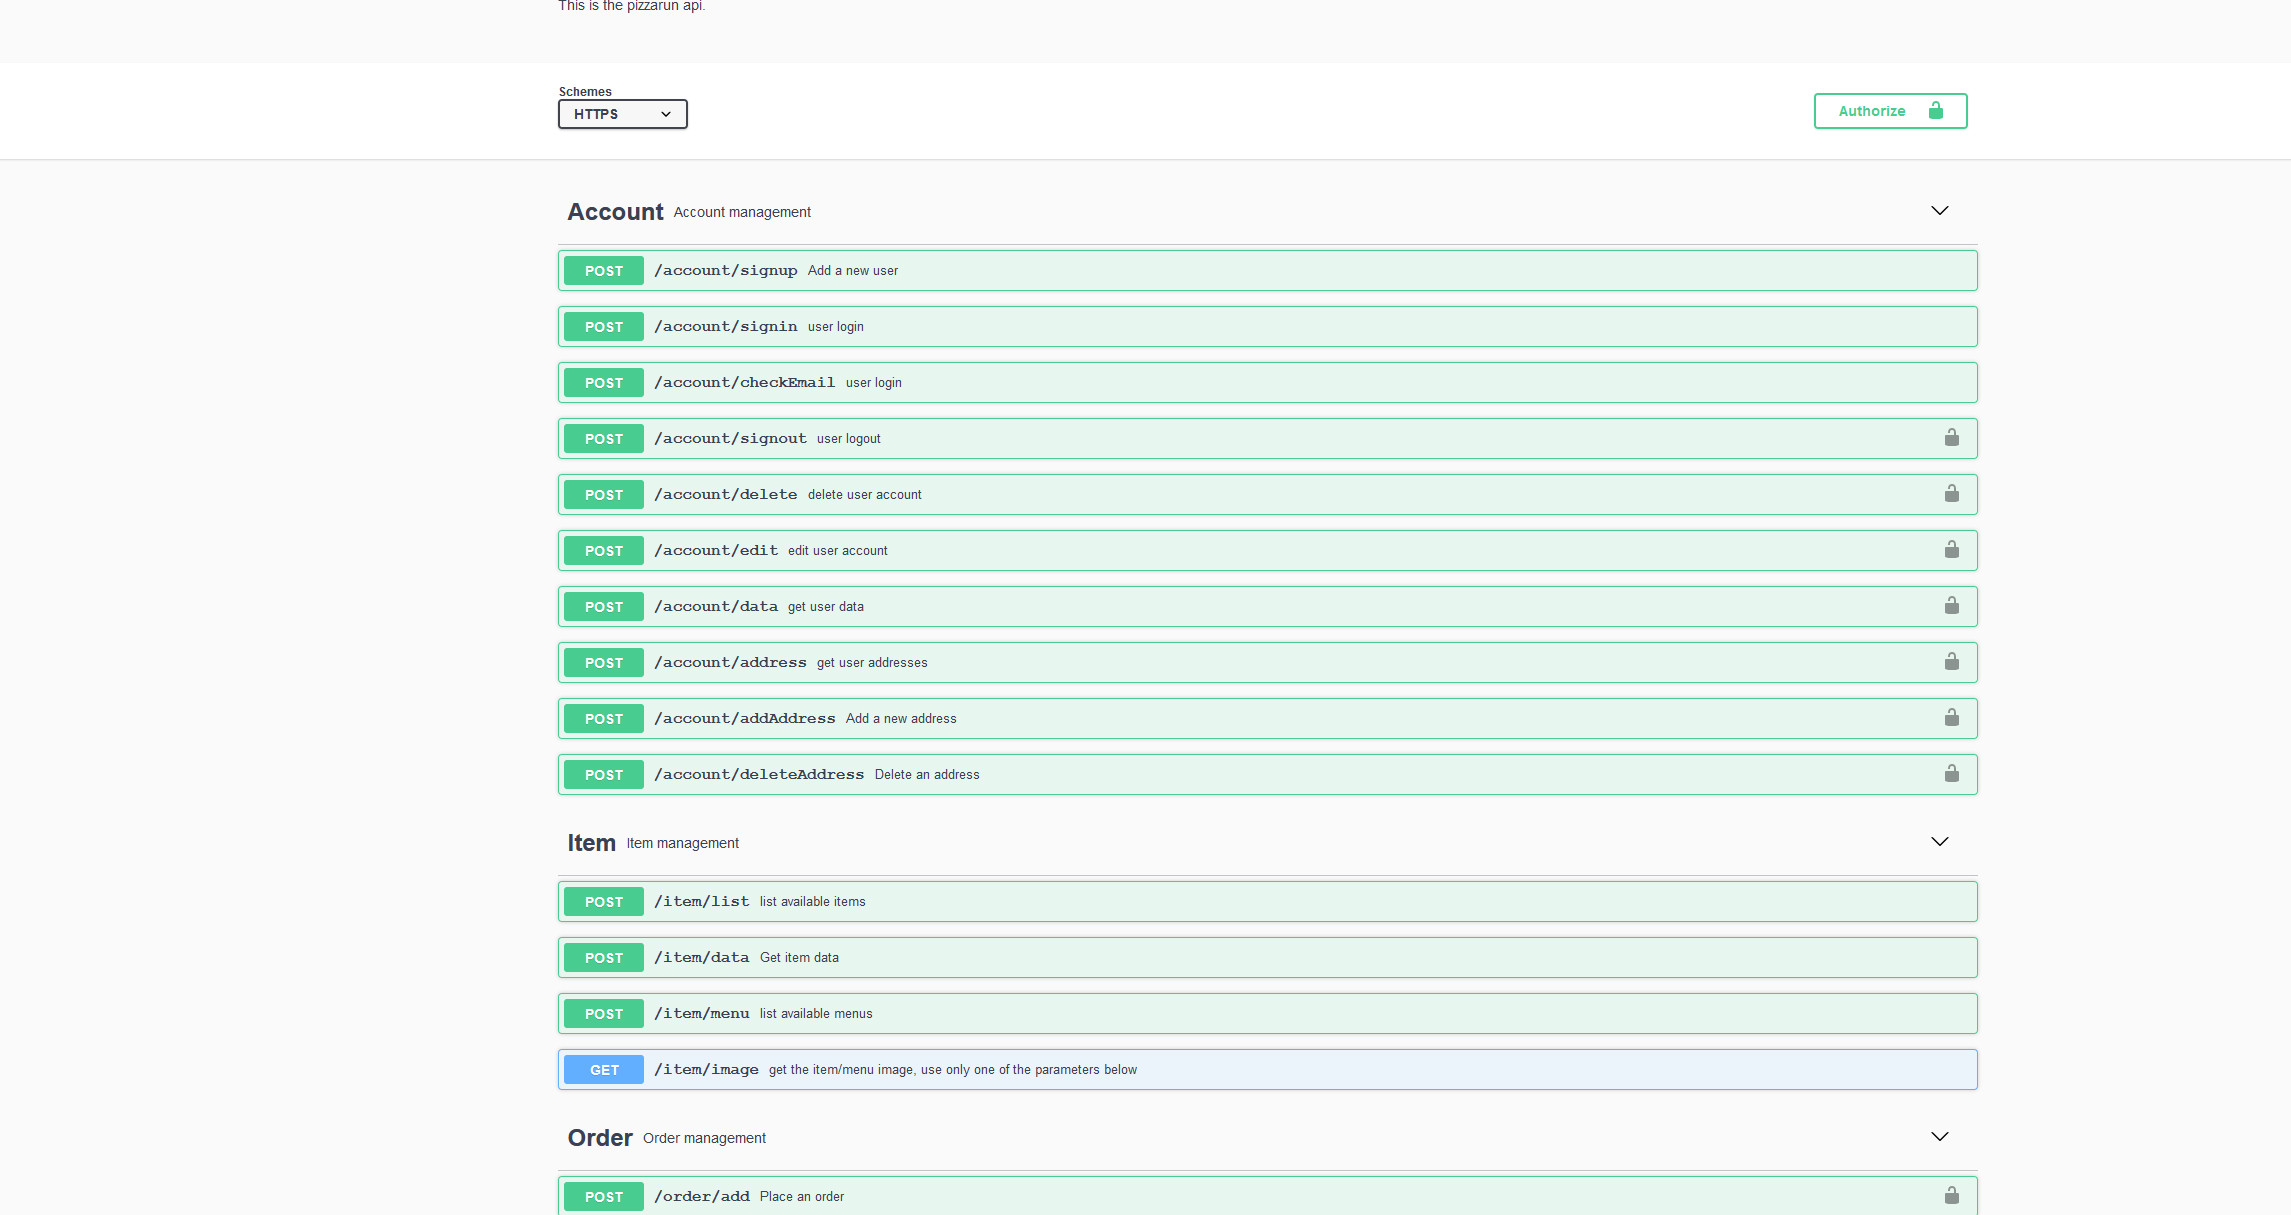 This is the pizzarun api.
Schemes
HTTPS
Authorize
Account Account management
POST /account/signup Add a new user
POST /account/signin user login
POST /account/checkEmail user login
POST /account/signout user logout
POST /account/delete delete user account
POST /account/edit edit user account
POST /account/data get user data
POST /account/address get user addresses
POST /account/addAddress Add a new address
POST /account/deleteAddress Delete an address
Item Item management
POST /item/list list available items
POST /item/data Get item data
POST /item/menu list available menus
GET /item/image get the item/menu image, use only one of the parameters below
Order Order management
POST /order/add Place an order